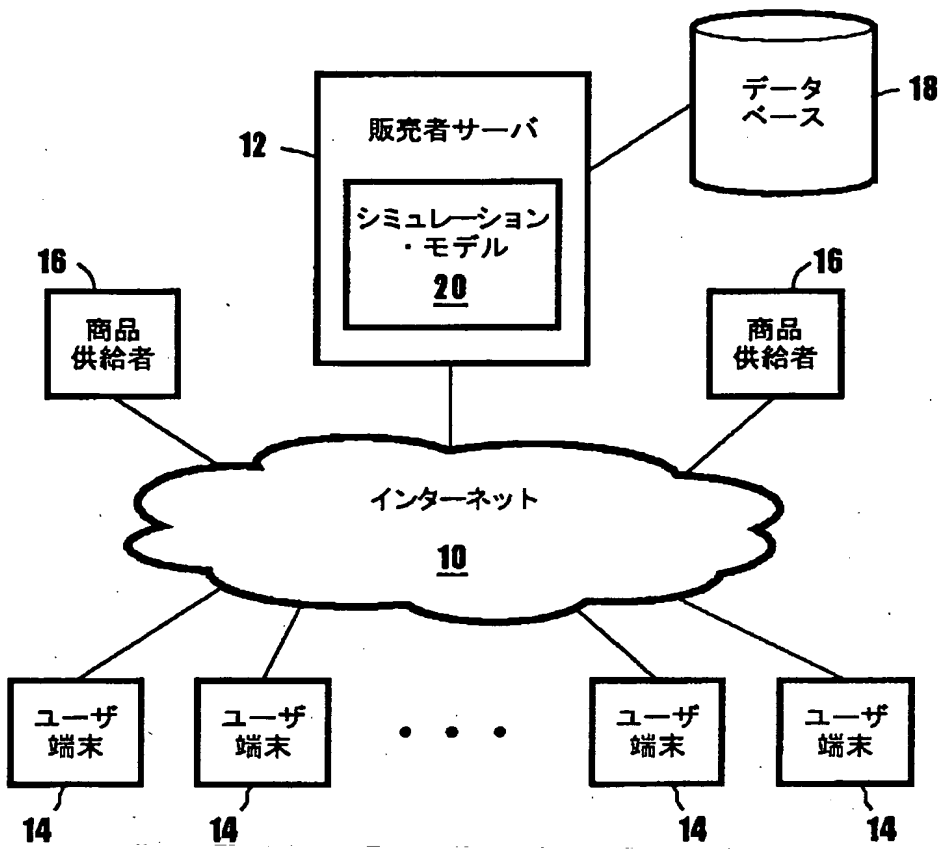 データ
ベース
18
販売者サーバ
12
シミュレーション
・モデル
20
16
商品
供給者
16
商品
供給者
インターネット
10
ユーザ
端末
ユーザ
端末
• • •
ユーザ
端末
ユーザ
端末
14
14
14
14